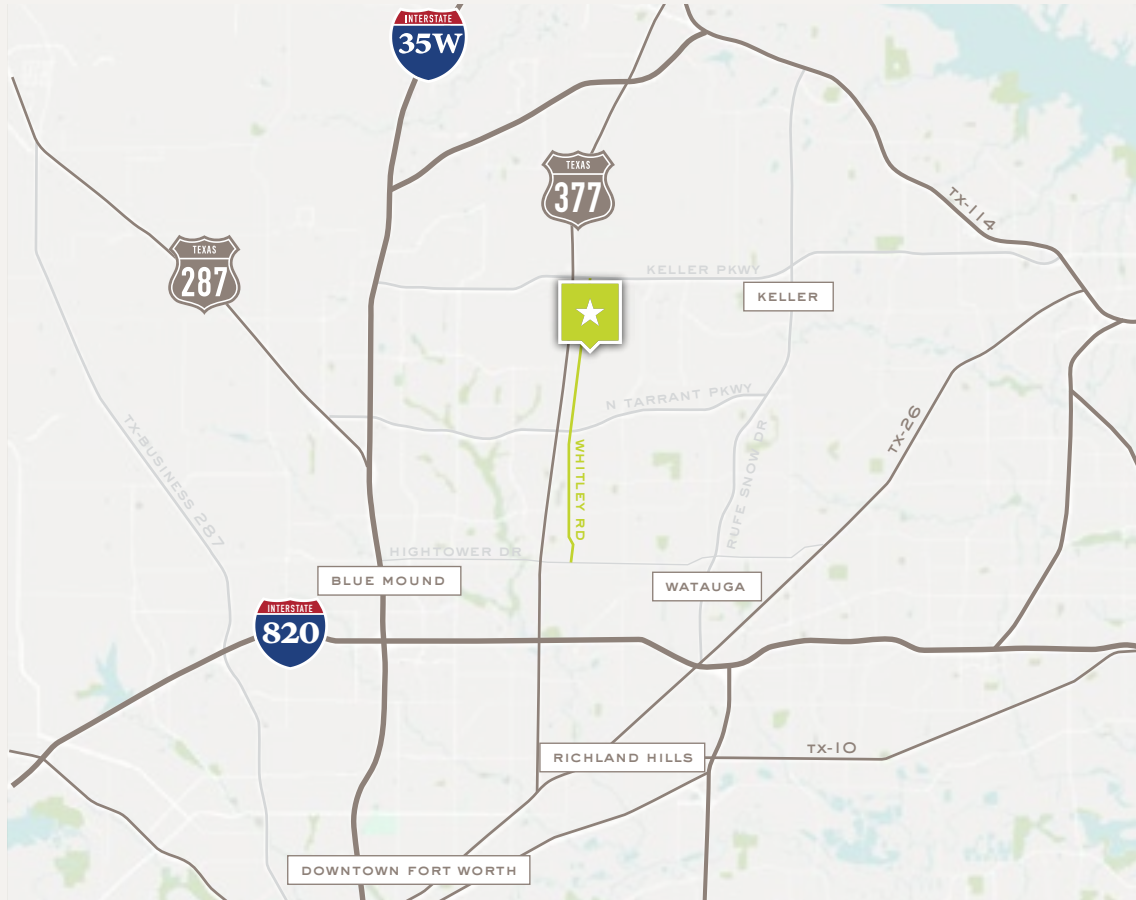 INTERSTATE
35W
TEXAS
377
TX-114
TEXAS
287
KELLER PKWY
KELLER
N TARRANT PKWY
TX-26
TX-BUSINESS 287
WHITLEY RD
RUFE SNOW DR
HIGHTOWER DR
BLUE MOUND
WATAUGA
INTERSTATE
820
TX-10
RICHLAND HILLS
DOWNTOWN FORT WORTH